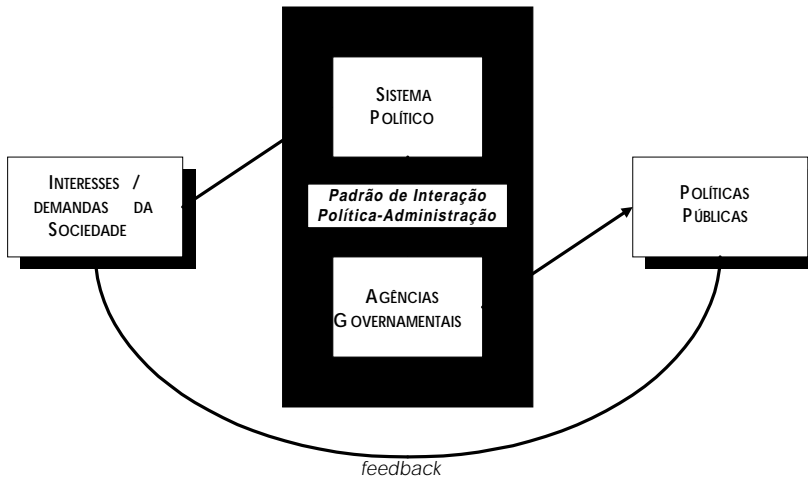 SISTEMA
POLÍTICO
INTERESSES /
DEMANDAS DA
SOCIEDADE
Padrão de Interação
Política-Administração
POLÍTICAS
PÚBLICAS
AGÊNCIAS
GOVERNAMENTAIS
feedback